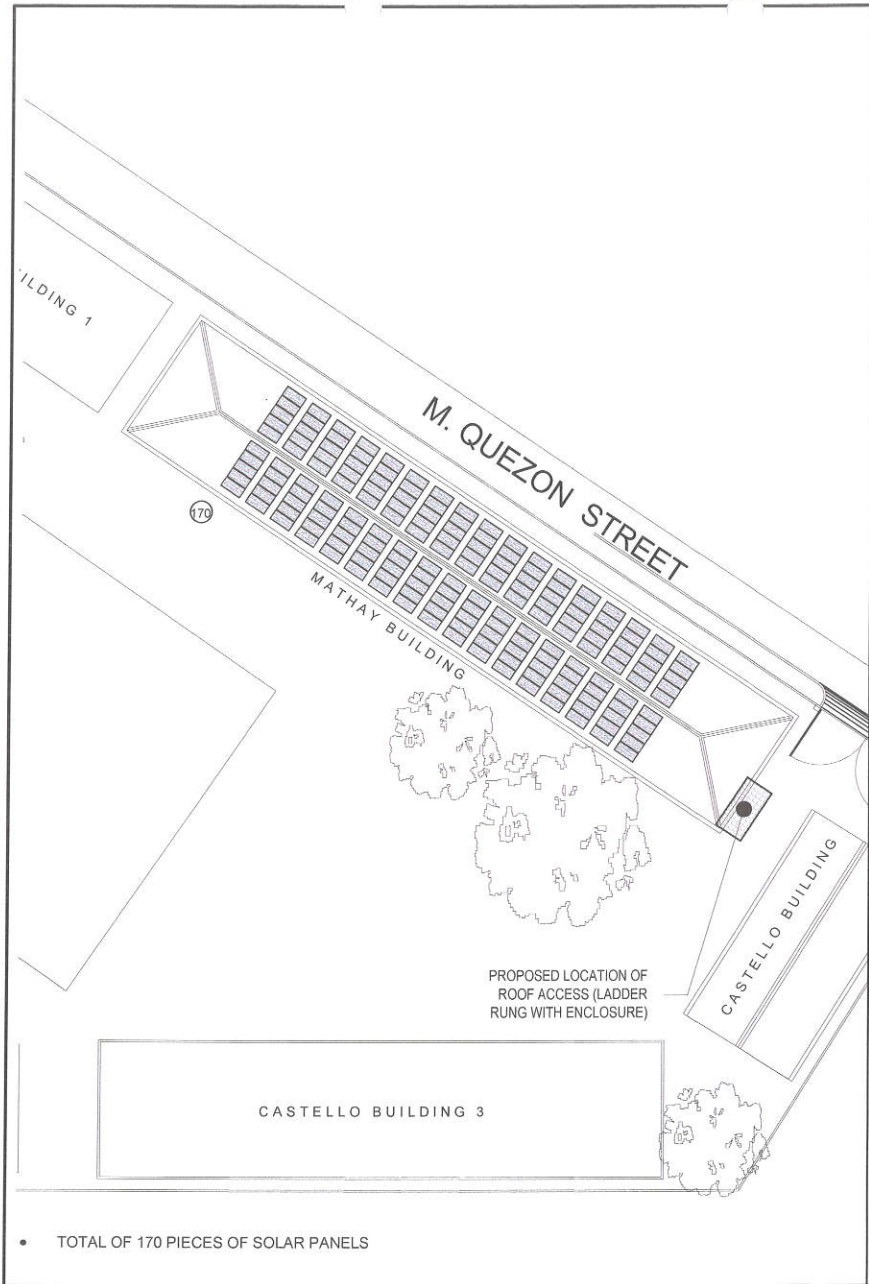 ILDING 1
M. QUEZON STREET
170
MATHAY BUILDING
CASTELLO BUILDING
PROPOSED LOCATION OF
ROOF ACCESS (LADDER
RUNG WITH ENCLOSURE)
CASTELLO BUILDING 3
• TOTAL OF 170 PIECES OF SOLAR PANELS